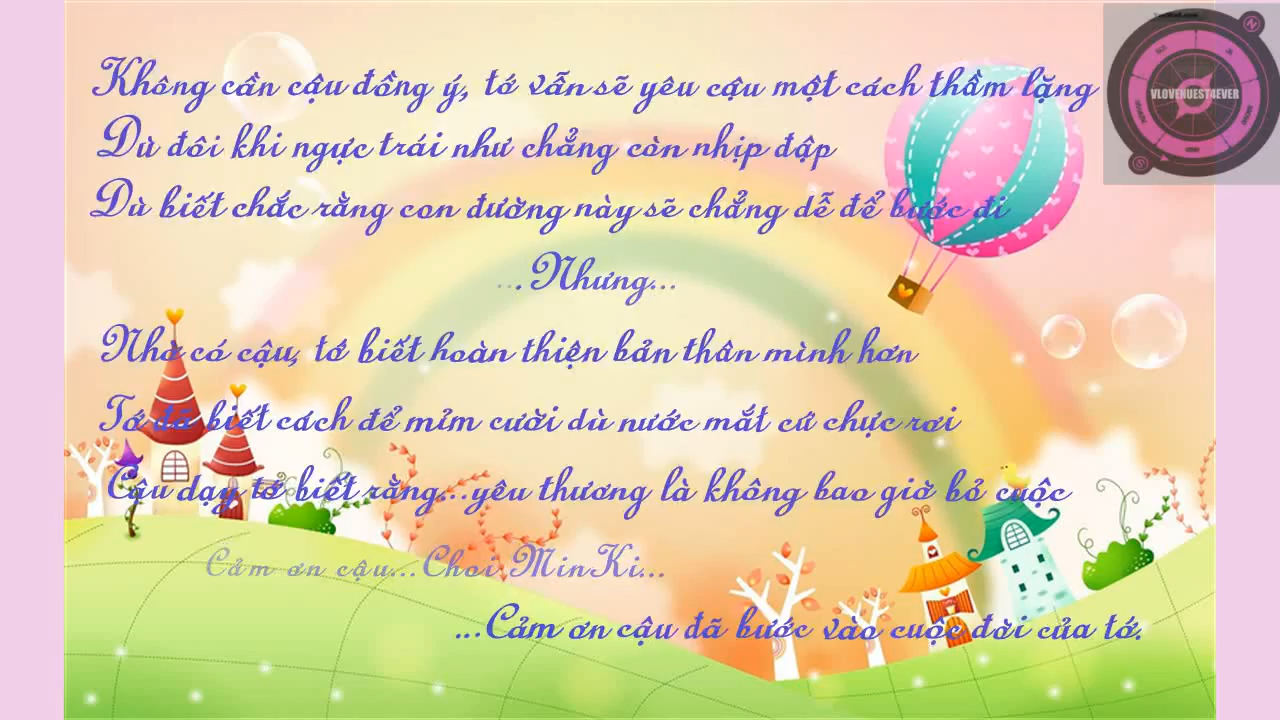 Không cần cậu đồng ý, tớ vẫn sẽ yêu cậu một cách thầm lặng
Dù đôi khi ngực trái như chẳng còn nhịp đập
Dù biết chắc rằng con đường này sẽ chẳng dễ để bước đi
...Nhưng...
Nhờ có cậu, tớ biết hoàn thiện bản thân mình hơn
Tớ đã biết cách để mỉm cười dù nước mắt cứ chực rơi
Cậu dạy tớ biết rằng...yêu thương là không bao giờ bỏ cuộc
Cảm ơn cậu...Choi MinKi...
...Cảm ơn cậu đã bước vào cuộc đời của tớ.
VLOVENUEST4EVER
N
S